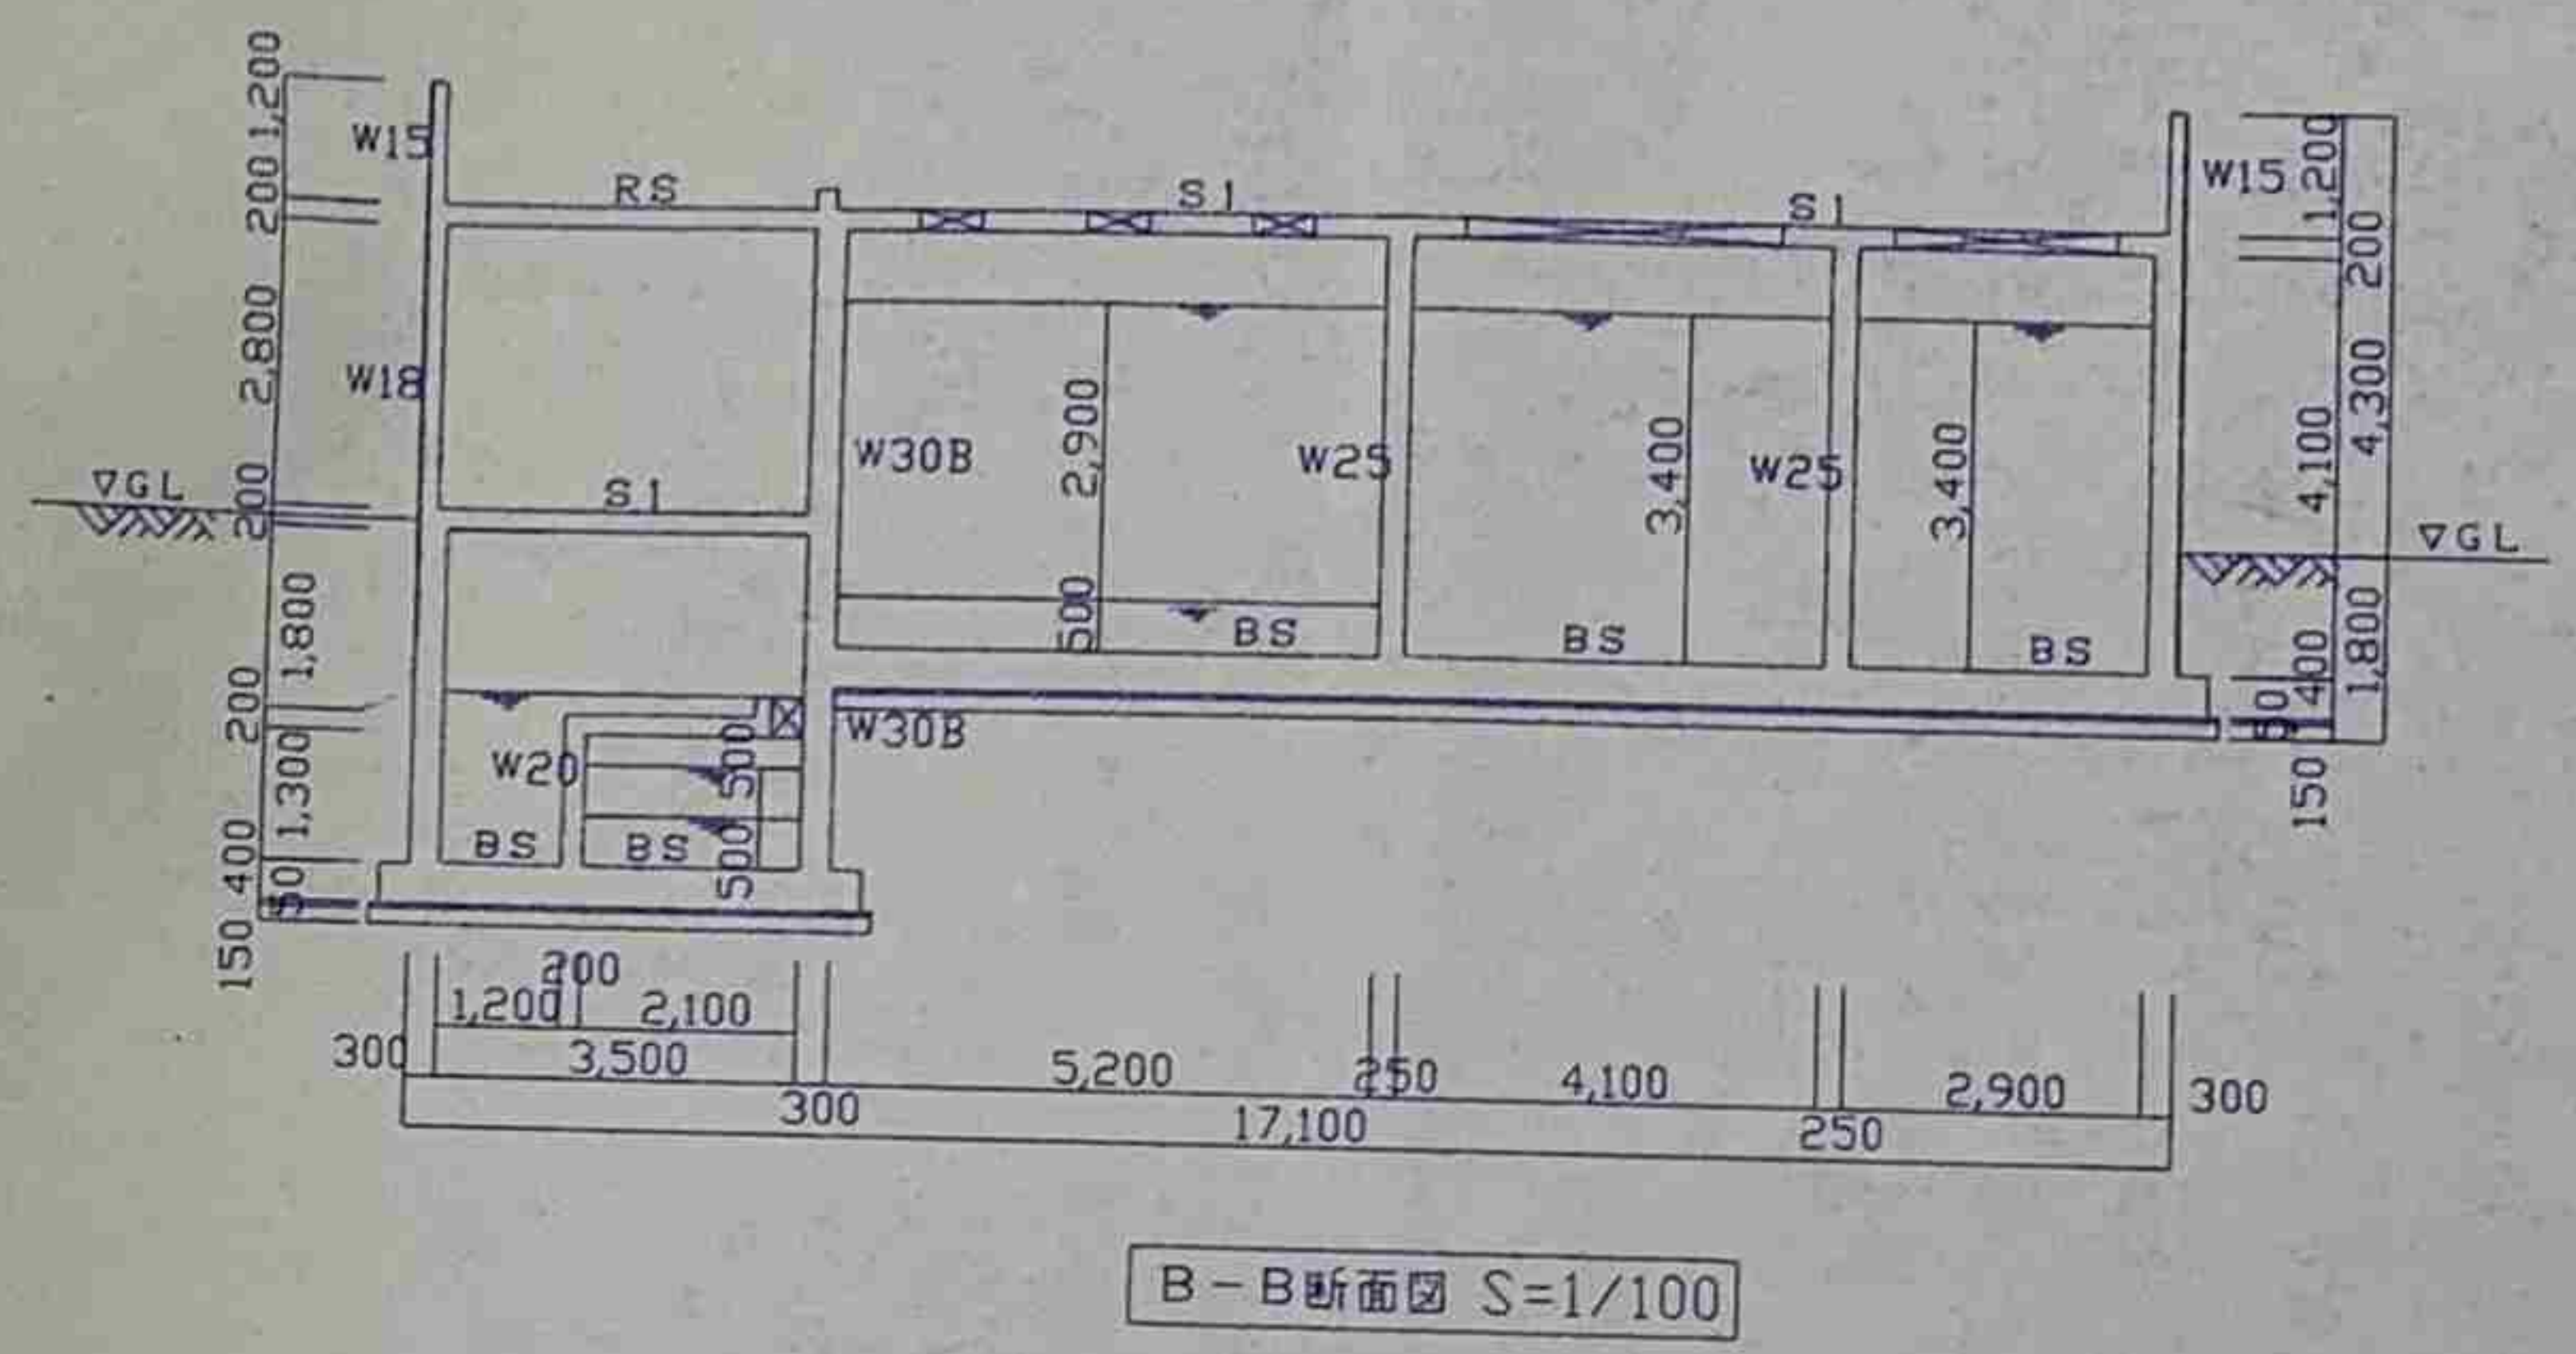 1,200
200
2,800
200
1,800
200
1,300
400
50
150
W15
W18
▽GL
RS
S1
W20
BS
BS
500
500
S1
W30B
2,900
500
W25
BS
W30B
S1
3,400
W25
BS
3,400
BS
W15
1,200
200
4,100
4,300
▽GL
400
1,800
50
150
200
1,200
2,100
300
3,500
300
5,200
250
4,100
250
2,900
300
17,100
B-B断面図 S=1/100